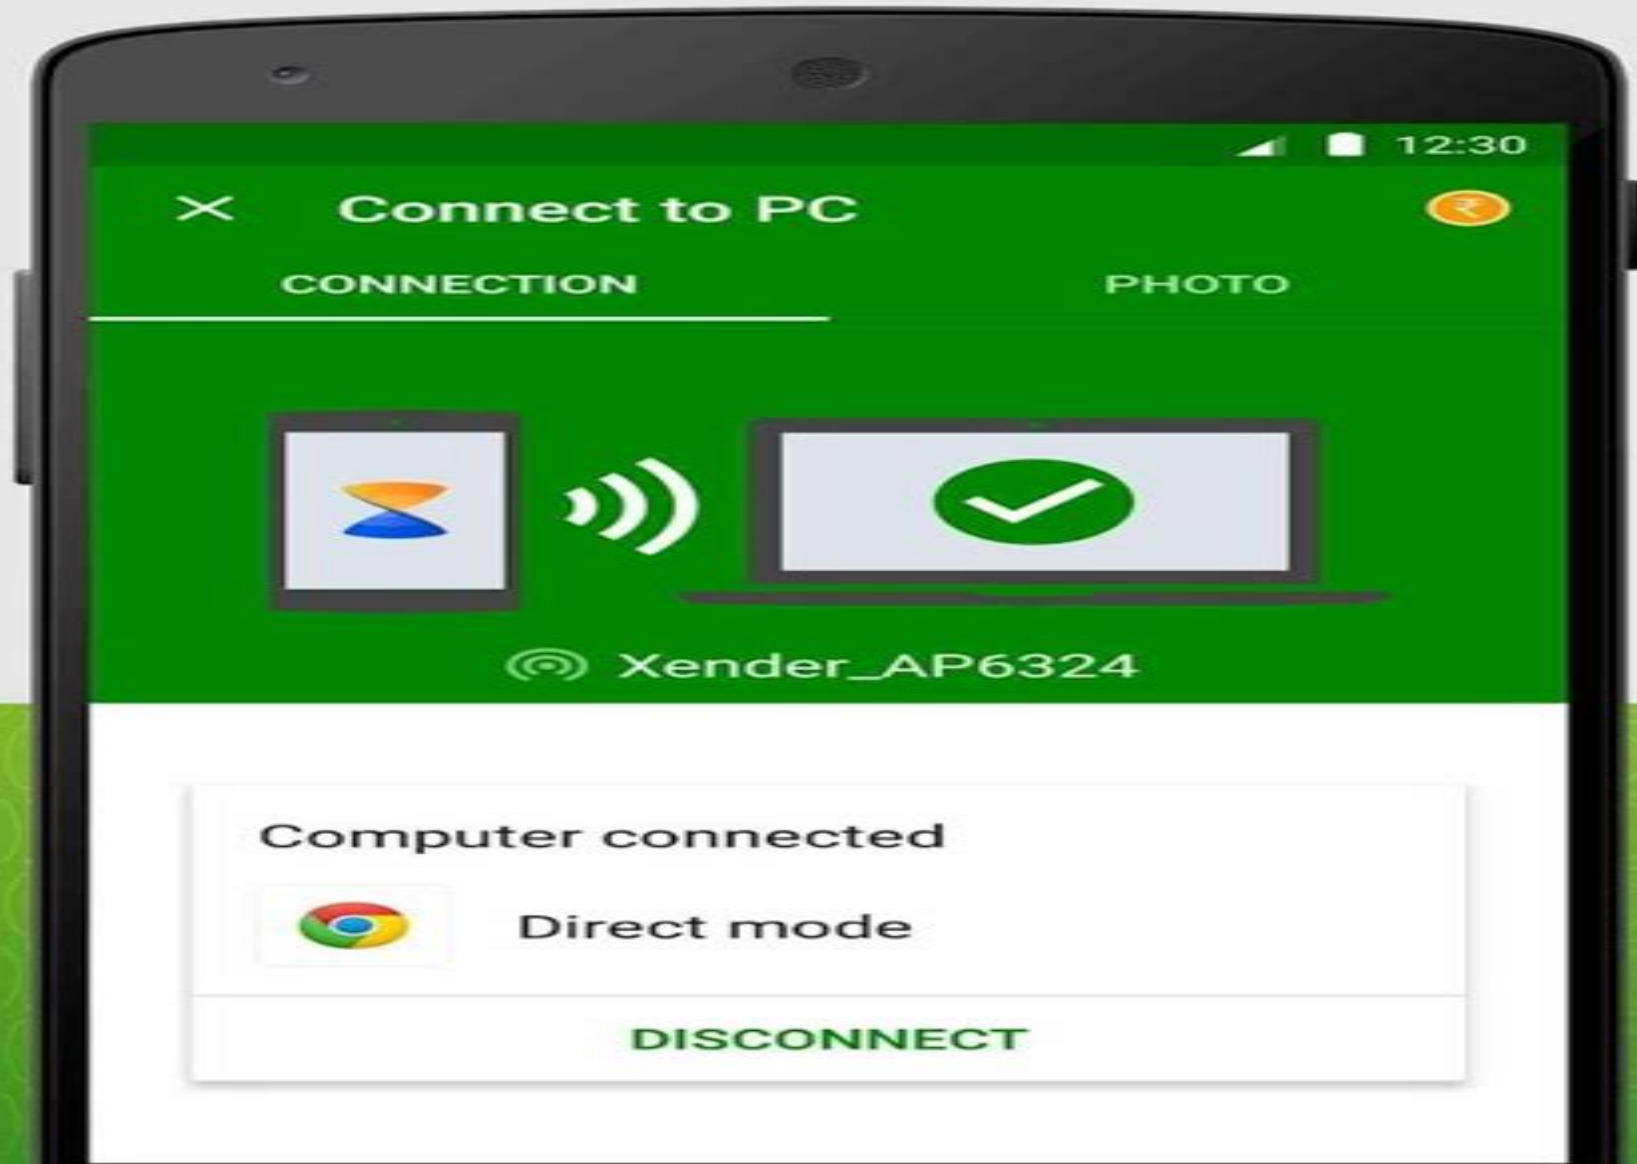 12:30
Connect to PC
₹
CONNECTION PHOTO
Xender_AP6324
Computer connected
Direct mode
DISCONNECT